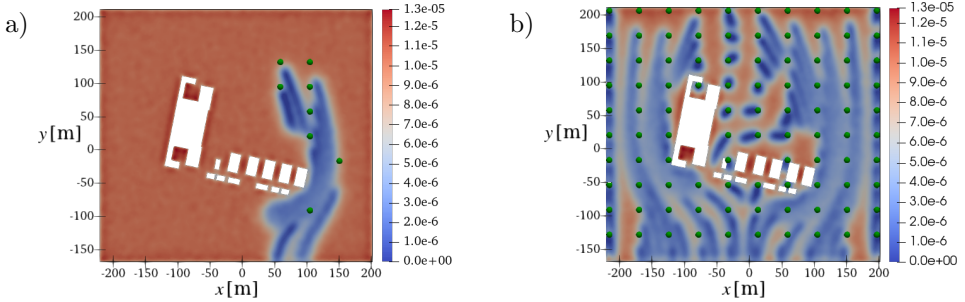 a)
200
150
100
50
0
-50
-100
-150
y[m]
-200 -150 -100 -50 0 50 100 150 200
x[m]
1.3e-05
1.2e-5
1.1e-5
1.0e-5
9.0e-6
8.0e-6
7.0e-6
6.0e-6
5.0e-6
4.0e-6
3.0e-6
2.0e-6
1.0e-6
0.0e+00
b)
200
150
100
50
0
-50
-100
-150
y[m]
-200 -150 -100 -50 0 50 100 150 200
x[m]
1.3e-05
1.2e-5
1.1e-5
1.0e-5
9.0e-6
8.0e-6
7.0e-6
6.0e-6
5.0e-6
4.0e-6
3.0e-6
2.0e-6
1.0e-6
0.0e+00